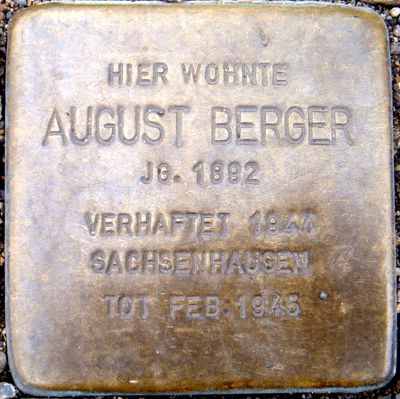 HIER WOHNTE
AUGUST BERGER
JG. 1892
VERHAFTET 1944
SACHSENHAUSEN
TOT FEB. 1945